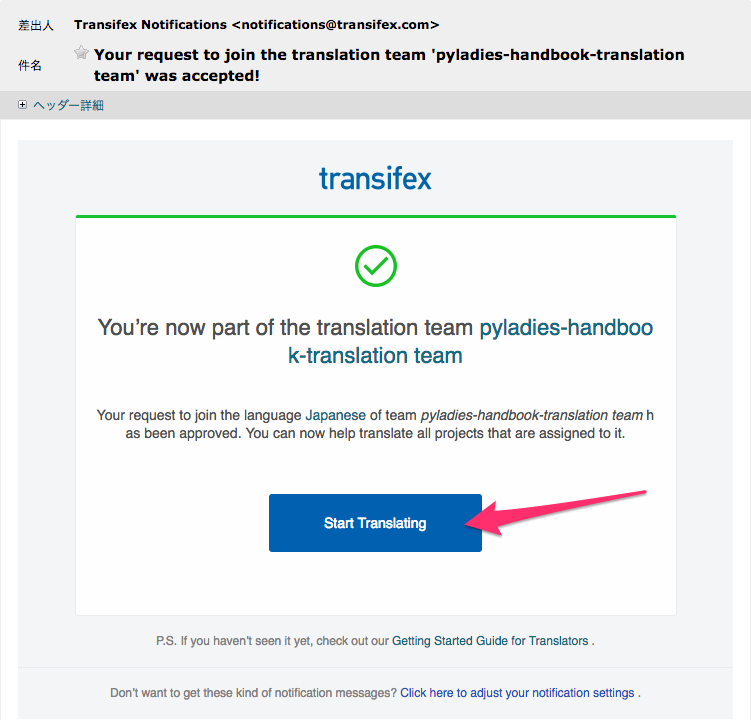 差出人 Transifex Notifications <notifications@transifex.com>
件名 Your request to join the translation team 'pyladies-handbook-translation
team' was accepted!
ヘッダー詳細
transifex
You're now part of the translation team pyladies-handboo
k-translation team
Your request to join the language Japanese of team pyladies-handbook-translation team h
as been approved. You can now help translate all projects that are assigned to it.
Start Translating
P.S. If you haven't seen it yet, check out our Getting Started Guide for Translators .
Don't want to get these kind of notification messages? Click here to adjust your notification settings .